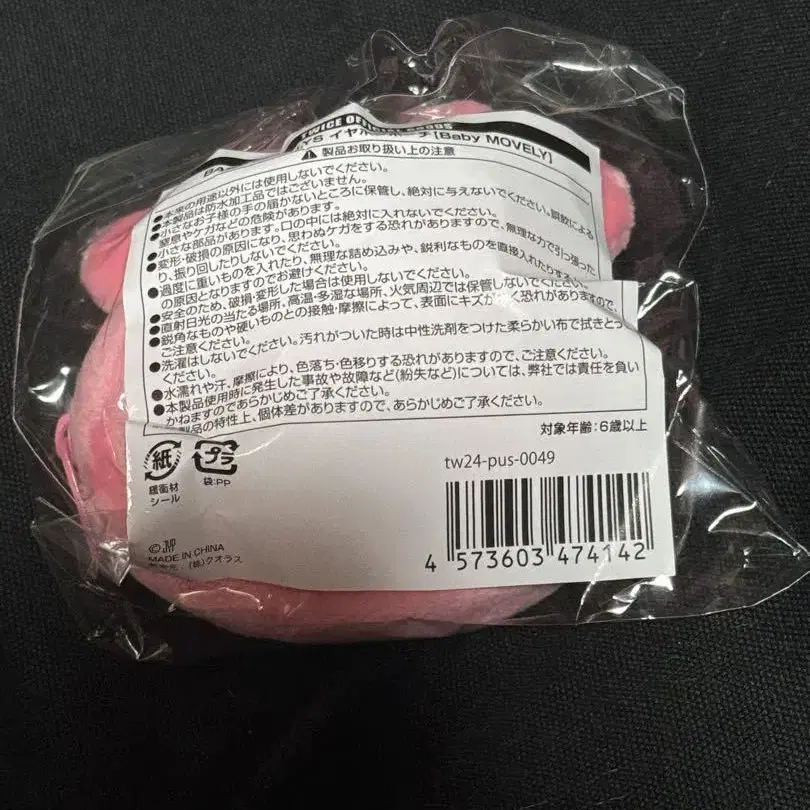 TWICE OFFICIAL GOODS
YS イヤホンポーチ【Baby MOVELY】
⚠ 製品お取り扱い上の注意
●本来の用途以外には使用しないでください。
●本製品は防水加工品ではございません。
●小さなお子様の手の届かないところに保管し、絶対に与えないでください。誤飲による
窒息やケガなどの危険があります。
●小さな部品があります。口の中には絶対に入れないでください。
●変形・破損の原因になり、思わぬケガをする恐れがありますので、無理な力で引っ張った
り、振り回したりしないでください。
●過度に重いものを入れたり、無理な詰め込みや、鋭利なものを直接入れたりする
の原因となりますのでお避けください。
●安全のため、破損・変形した場合は使用しないでください。
●直射日光の当たる場所、高温・多湿な場所、火気周辺では保管しないでください。
●鋭角なものや硬いものとの接触・摩擦によって、表面にキズが く恐れがありますので
ご注意ください。
●洗濯はしないでください。汚れがついた時は中性洗剤をつけた柔らかい布で拭きとっ
ください。
●水濡れや汗、摩擦により、色落ち・色移りする恐れがありますので、ご注意ください。
●本製品使用時に発生した事故や故障など(紛失など)については、弊社では責任を負い
かねますのであらかじめご了承ください。
製品の特性上、個体差がありますので、あらかじめご了承ください。
対象年齢:6歳以上
紙
緩衝材
シール
プラ
袋:PP
tw24-pus-0049
© JYP
MADE IN CHINA
(株)クオラス
4 573603 474142